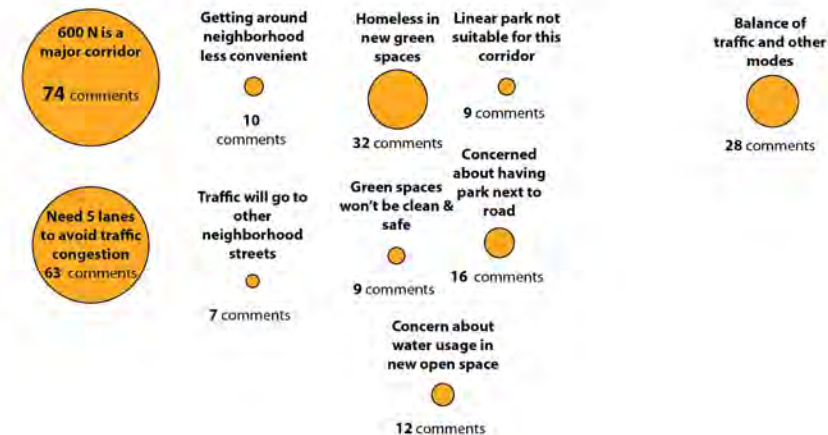 600 N is a
major corridor
74 comments
Getting around
neighborhood
less convenient
10
comments
Homeless in
new green
spaces
32 comments
Linear park not
suitable for this
corridor
9 comments
Balance of
traffic and other
modes
28 comments
Need 5 lanes
to avoid traffic
congestion
63 comments
Traffic will go to
other
neighborhood
streets
7 comments
Green spaces
won't be clean &
safe
9 comments
Concerned
about having
park next to
road
16 comments
Concern about
water usage in
new open space
12 comments